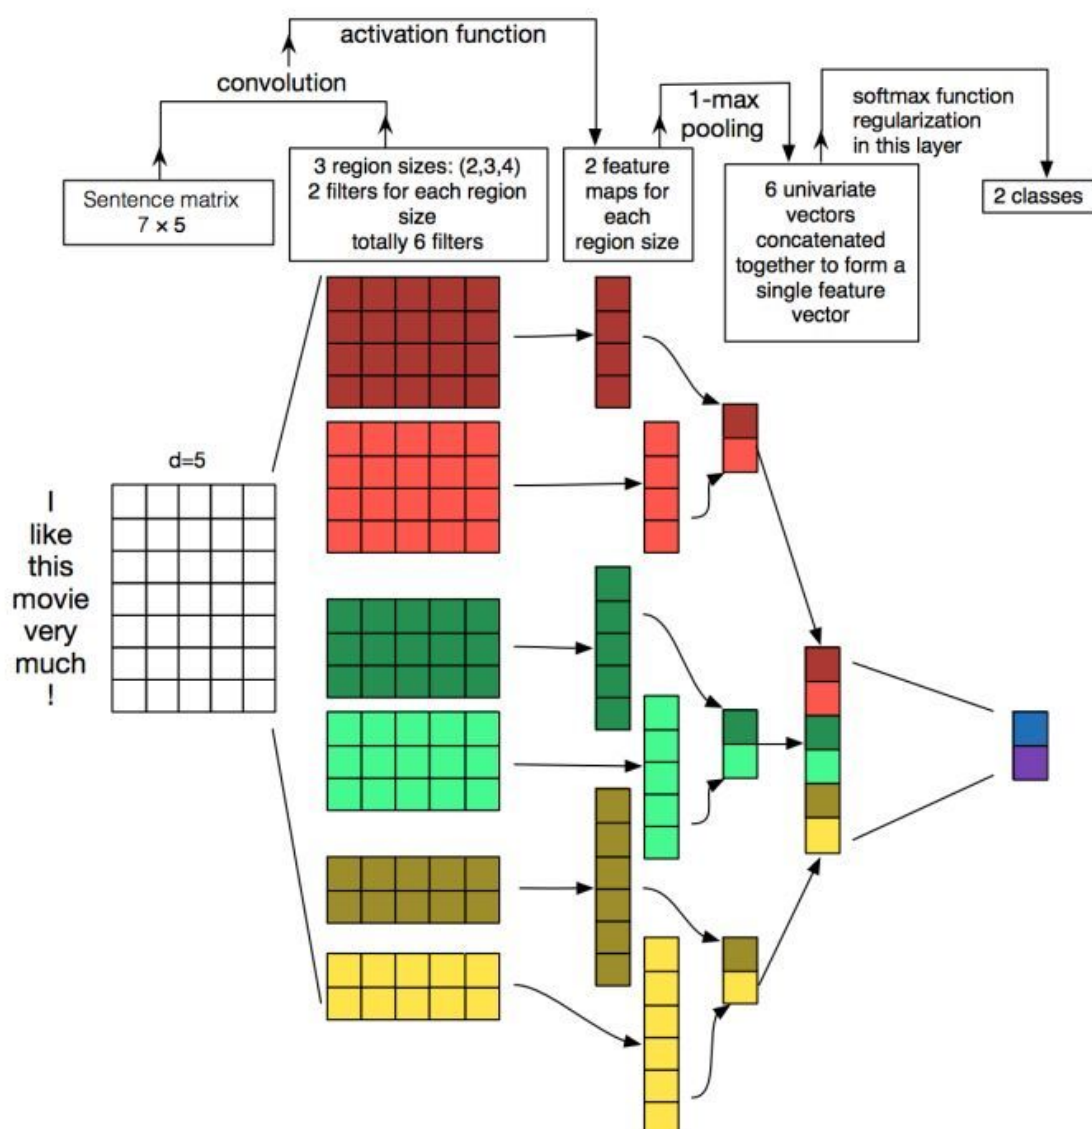 activation function
convolution
1-max
pooling
softmax function
regularization
in this layer
Sentence matrix
7 × 5
3 region sizes: (2,3,4)
2 filters for each region
size
totally 6 filters
2 feature
maps for
each
region size
6 univariate
vectors
concatenated
together to form a
single feature
vector
2 classes
d=5
I
like
this
movie
very
much
!